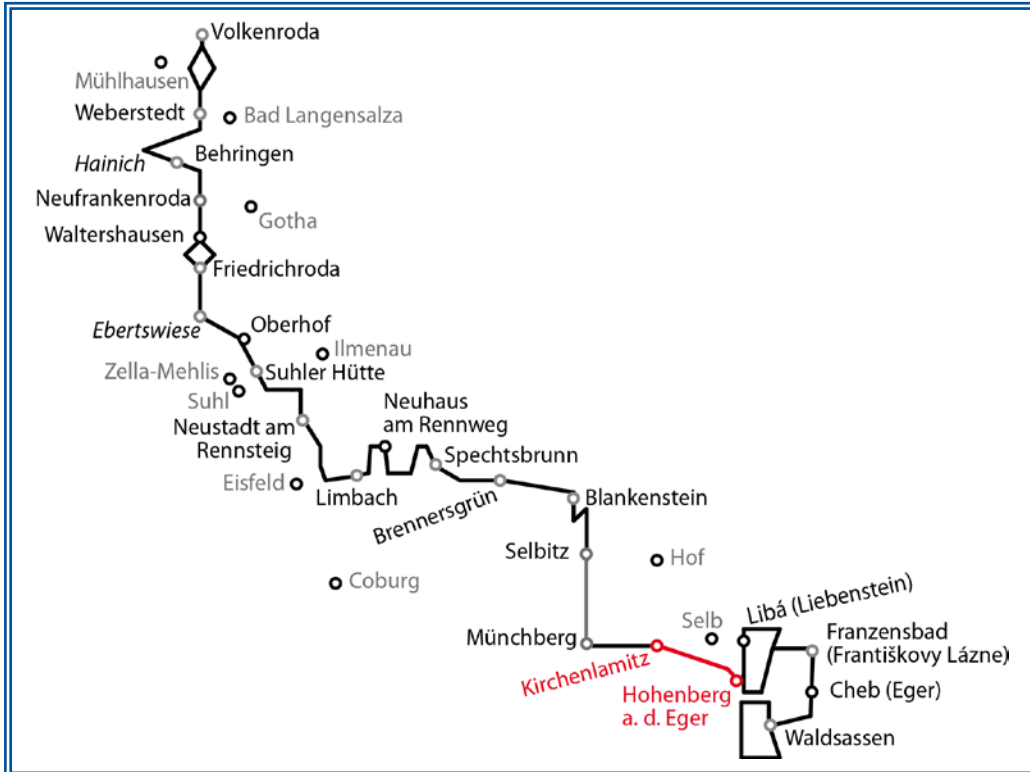 Volkenroda
Mühlhausen
Weberstedt
Bad Langensalza
Hainich
Behringen
Neufrankenroda
Gotha
Waltershausen
Friedrichroda
Ebertswiese
Oberhof
Ilmenau
Zella-Mehlis
Suhler Hütte
Suhl
Neuhaus
am Rennweg
Neustadt am
Rennsteig
Spechtsbrunn
Eisfeld
Limbach
Brennersgrün
Blankenstein
Selbitz
Hof
Coburg
Libá (Liebenstein)
Selb
Münchberg
Franzensbad
(Františkovy Lázne)
Kirchenlamitz
Hohenberg
a. d. Eger
Cheb (Eger)
Waldsassen